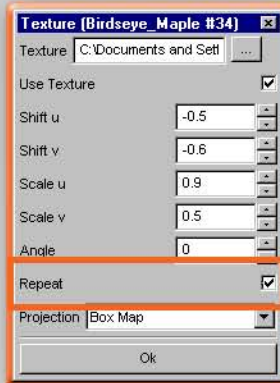 Texture (Birdseye_Maple #34)
Texture C:\Documents and Sett ...
Use Texture
Shift u -0.5
Shift v -0.6
Scale u 0.9
Scale v 0.5
Angle 0
Repeat
Projection Box Map
Ok